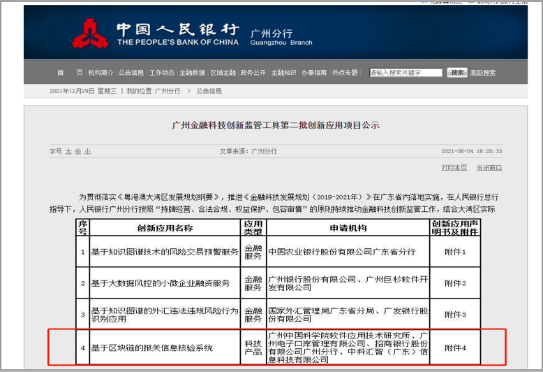 中国人民银行 广州分行
THE PEOPLE'S BANK OF CHINA Guangzhou Branch
首 页 机构简介 公告信息 工作动态 金融数据 区域金融 政务公开 金融知识 办事指南 热点专题 请输入搜索关键字 搜索 高级搜索
2021年12月29日 星期三 | 我的位置:广州分行 > 公告信息
广州金融科技创新监管工具第二批创新应用项目公示
字号 大 中 小 文章来源:广州分行 2021-06-04 16:20:33
打印本页 关闭窗口
为贯彻落实《粤港澳大湾区发展规划纲要》,推进《金融科技发展规划(2019-2021年)》在广东省内落地实施,在人民银行总行
指导下,人民银行广州分行按照“持牌经营、合法合规、权益保护、包容审慎”的原则持续推动金融科技创新监管工作,结合大湾区实际
序号 创新应用名称 应用类型 申请机构 创新应用声明书及附件
1 基于知识图谱技术的风险交易预警服务 金融服务 中国农业银行股份有限公司广东省分行 附件1
2 基于大数据风控的小微企业融资服务 金融服务 广州银行股份有限公司、广州巨杉软件开发有限公司 附件2
3 基于知识图谱的外汇违法违规风险行为识别应用 金融服务 国家外汇管理局广东省分局、广发银行股份有限公司 附件3
4 基于区块链的报关信息核验系统 科技产品 广州中国科学院软件应用技术研究所、广州电子口岸管理有限公司、招商银行股份有限公司广州分行、中科汇智(广东)信息科技有限公司 附件4